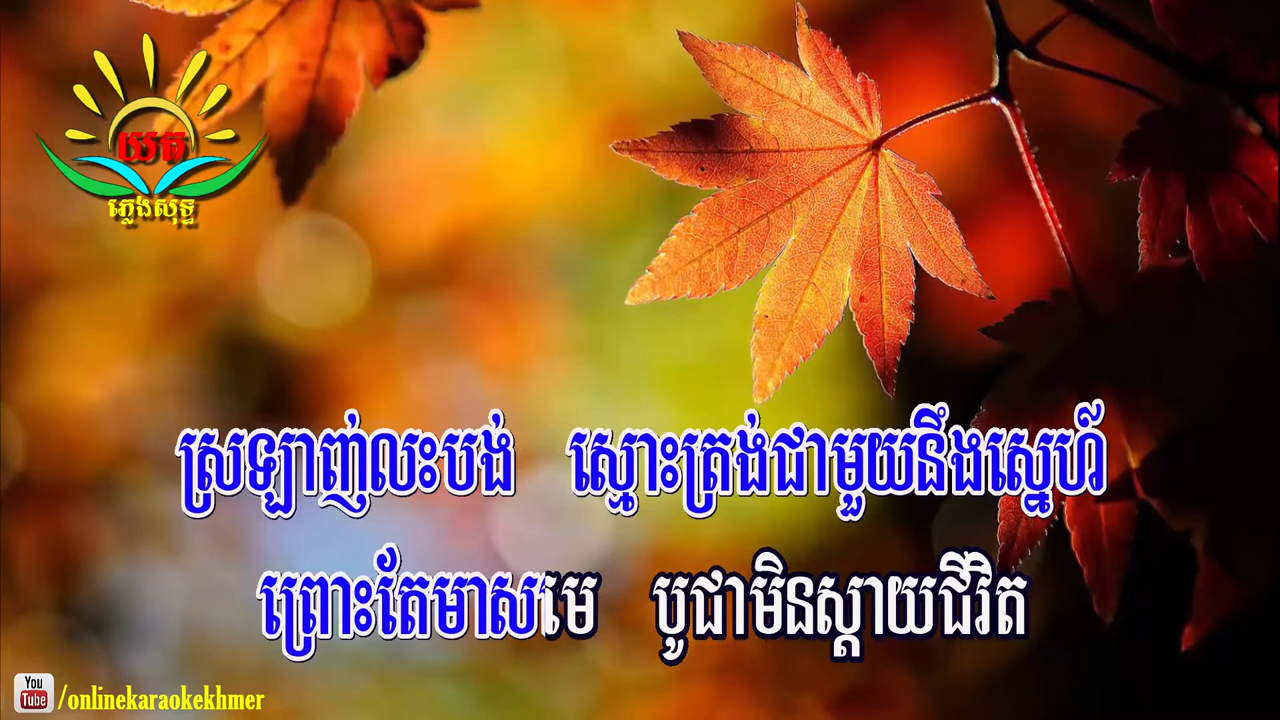 យត
ភ្លេងសុទ្ធ
ស្រឡាញ់លះបង់ ស្មោះត្រង់ជាមួយនឹងស្នេហ៍
ព្រោះតែមាសមេ បូជាមិនស្ដាយជីវិត
You Tube /onlinekaraokekhmer